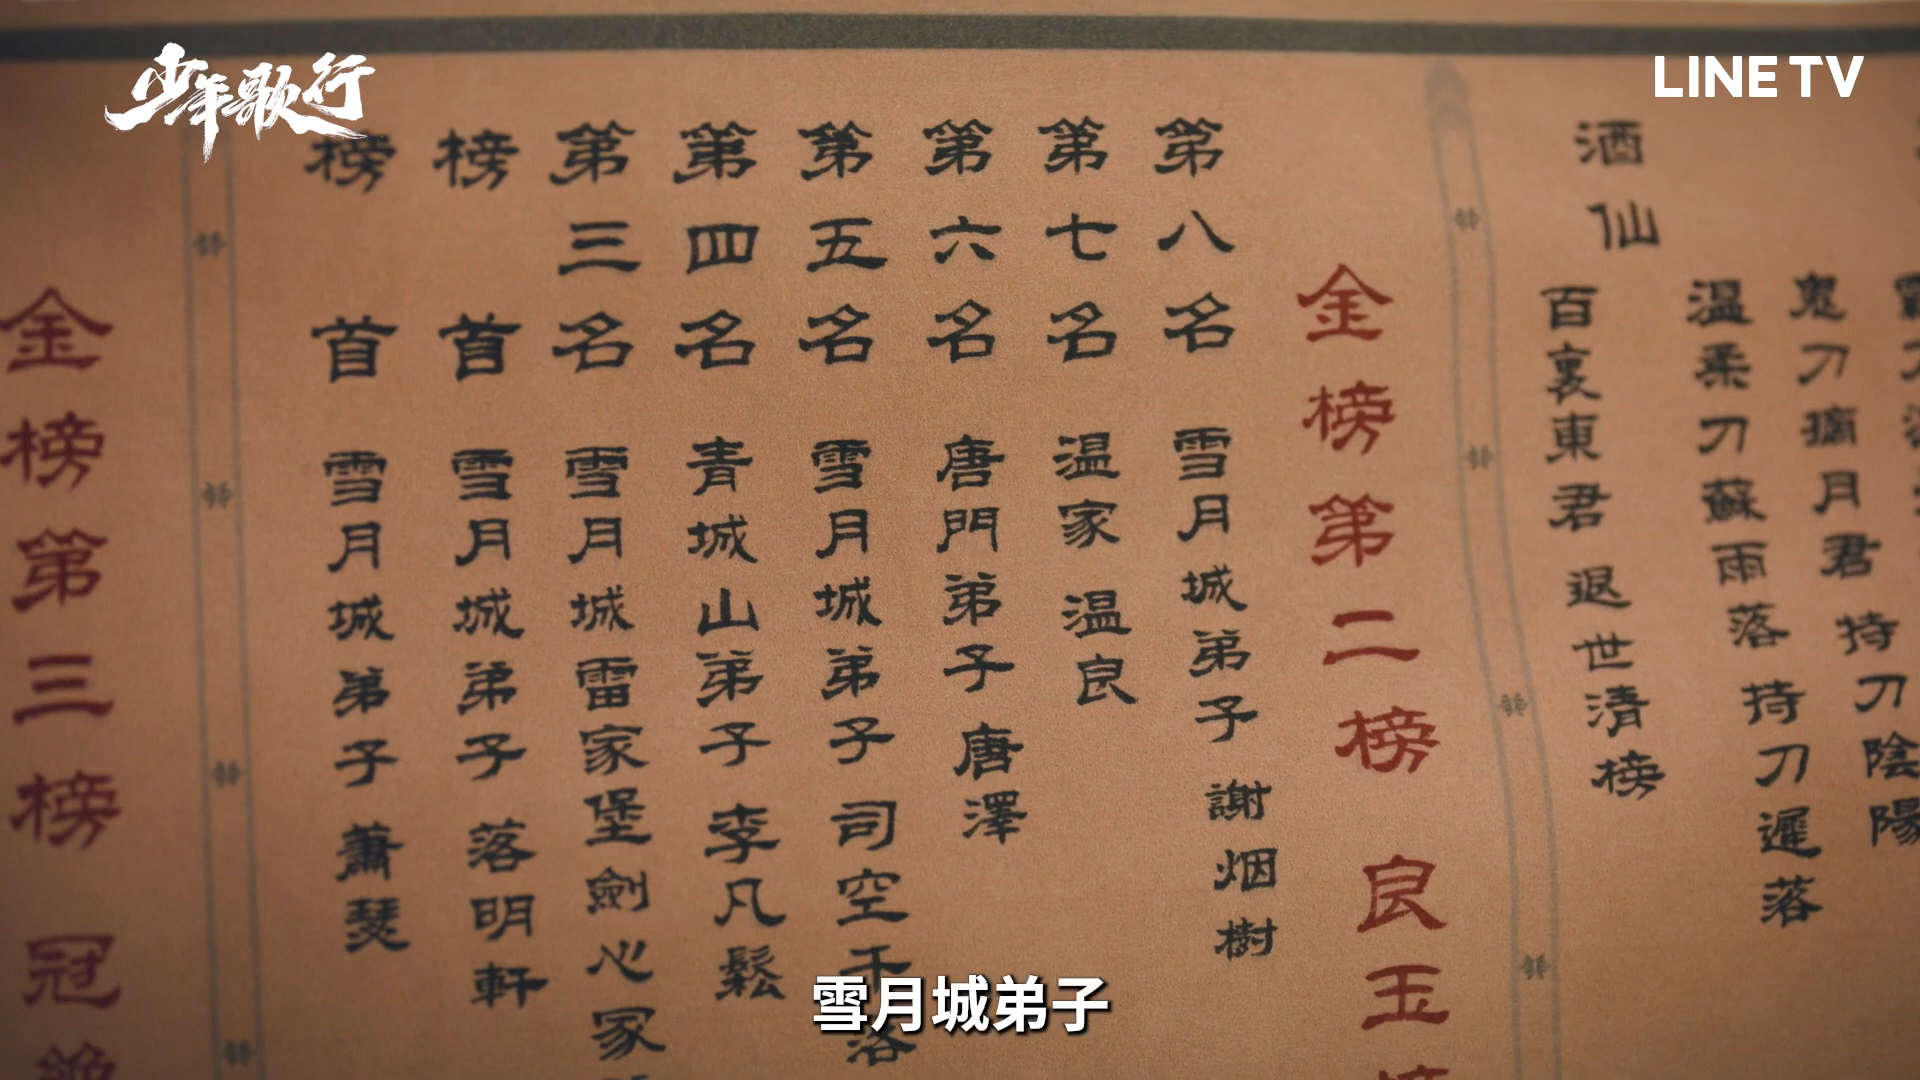 少年歌行
LINE TV
酒仙
百裏東君 退世清榜
溫柔刀蘇雨落 持刀遲落
鬼刀摘月君 持刀陰陽
金榜第二榜 良玉榜
第八名 雪月城弟子 謝烟樹
第七名 温家 温良
第六名 唐門弟子 唐澤
第五名 雪月城弟子 司空千落
第四名 青城山弟子 李凡鬆
第三名 雪月城雷家堡劍心冢
榜首 雪月城弟子 落明軒
榜首 雪月城弟子 蕭瑟
金榜第三榜 冠絶
雪月城弟子